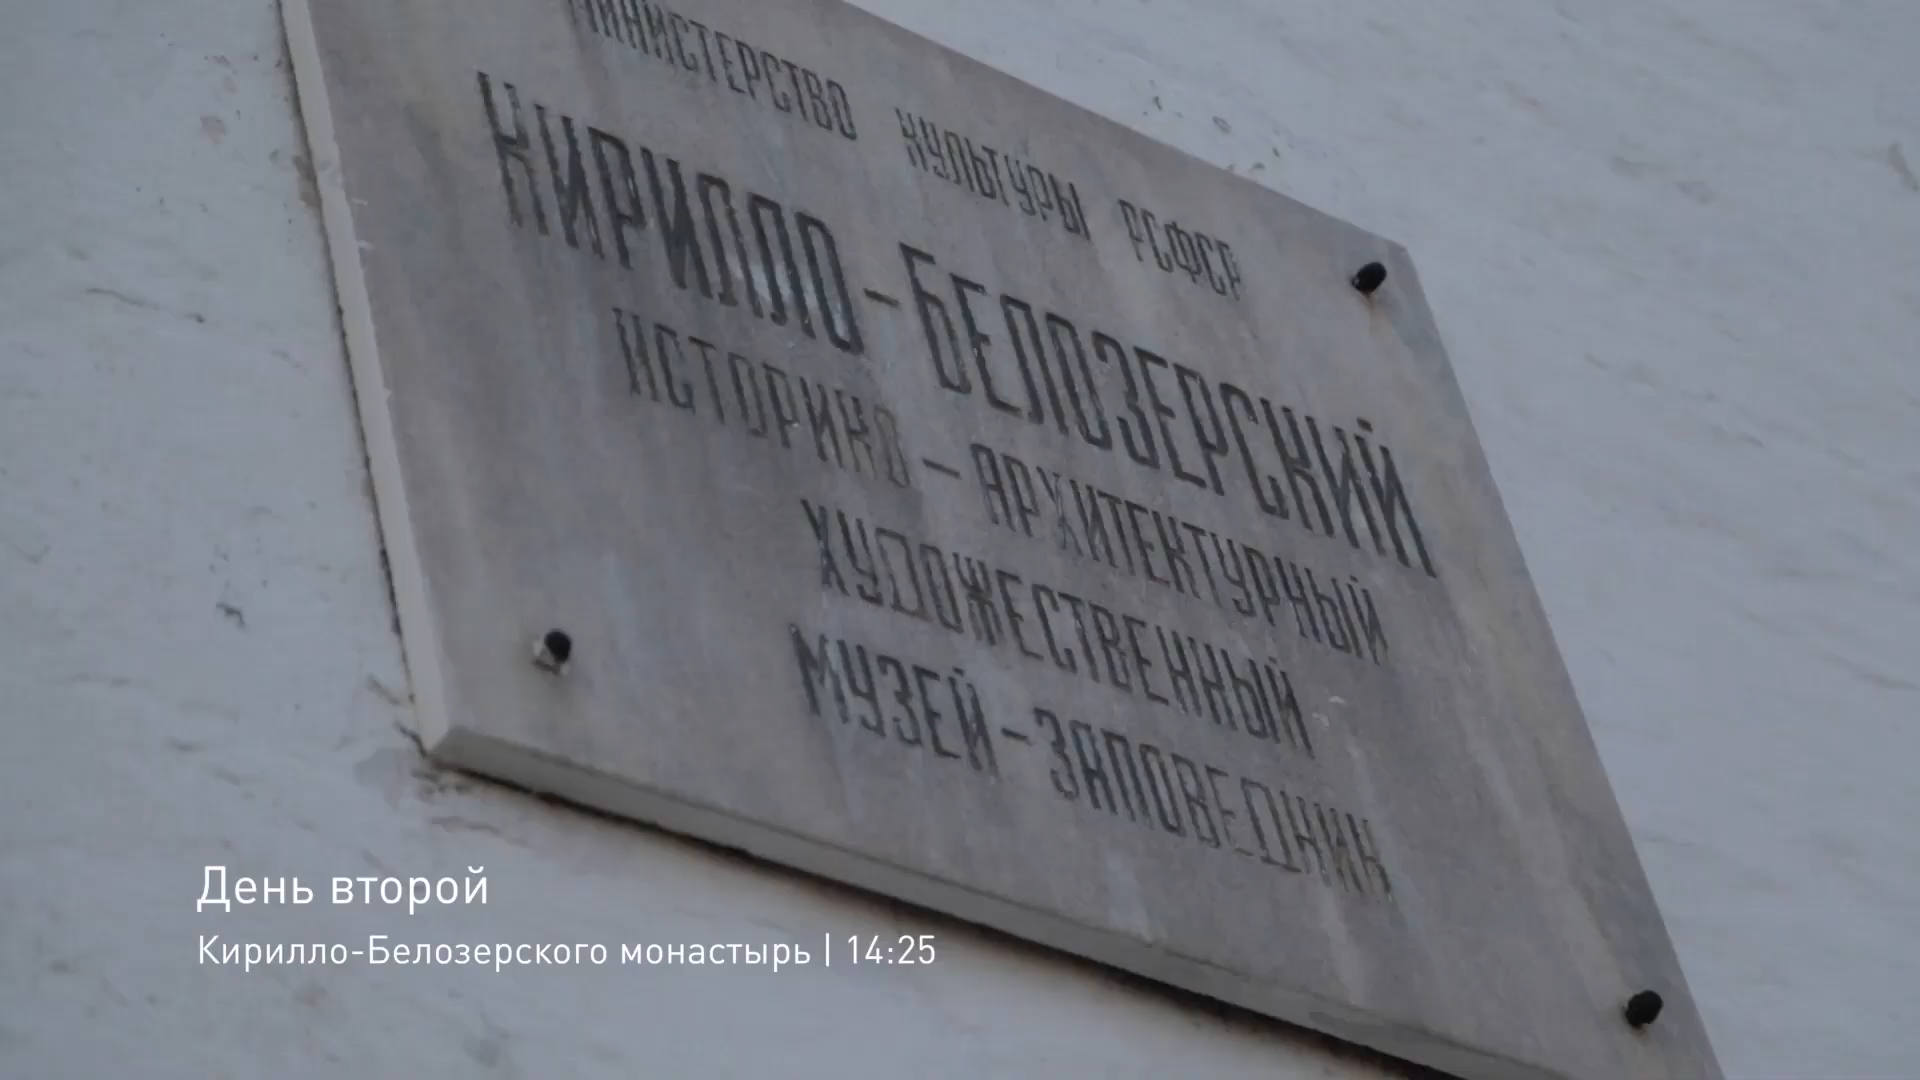 МИНИСТЕРСТВО КУЛЬТУРЫ РСФСР
КИРИЛЛО-БЕЛОЗЕРСКИЙ
ИСТОРИКО-АРХИТЕКТУРНЫЙ
ХУДОЖЕСТВЕННЫЙ
МУЗЕЙ-ЗАПОВЕДНИК
День второй
Кирилло-Белозерского монастырь | 14:25